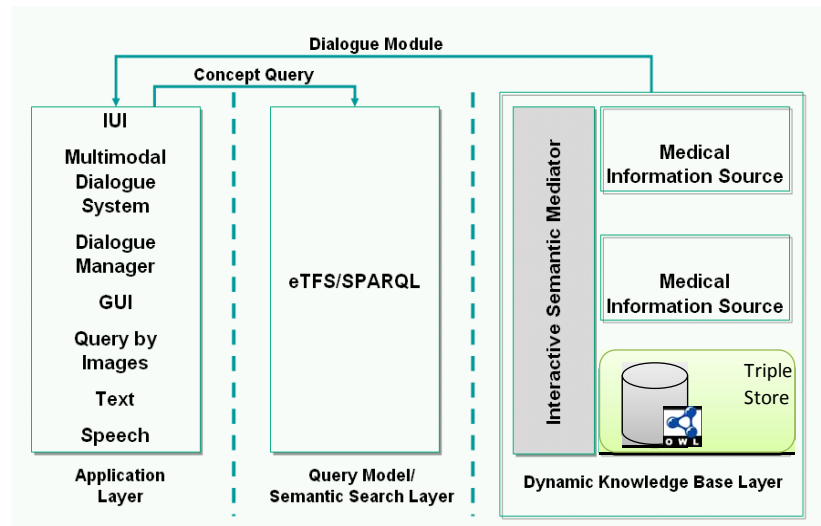 Dialogue Module
Concept Query
IUI
Multimodal
Dialogue
System
Dialogue
Manager
GUI
Query by
Images
Text
Speech
Application
Layer
eTFS/SPARQL
Query Model/
Semantic Search Layer
Interactive Semantic Mediator
Medical
Information Source
Medical
Information Source
Triple
Store
OWL
Dynamic Knowledge Base Layer